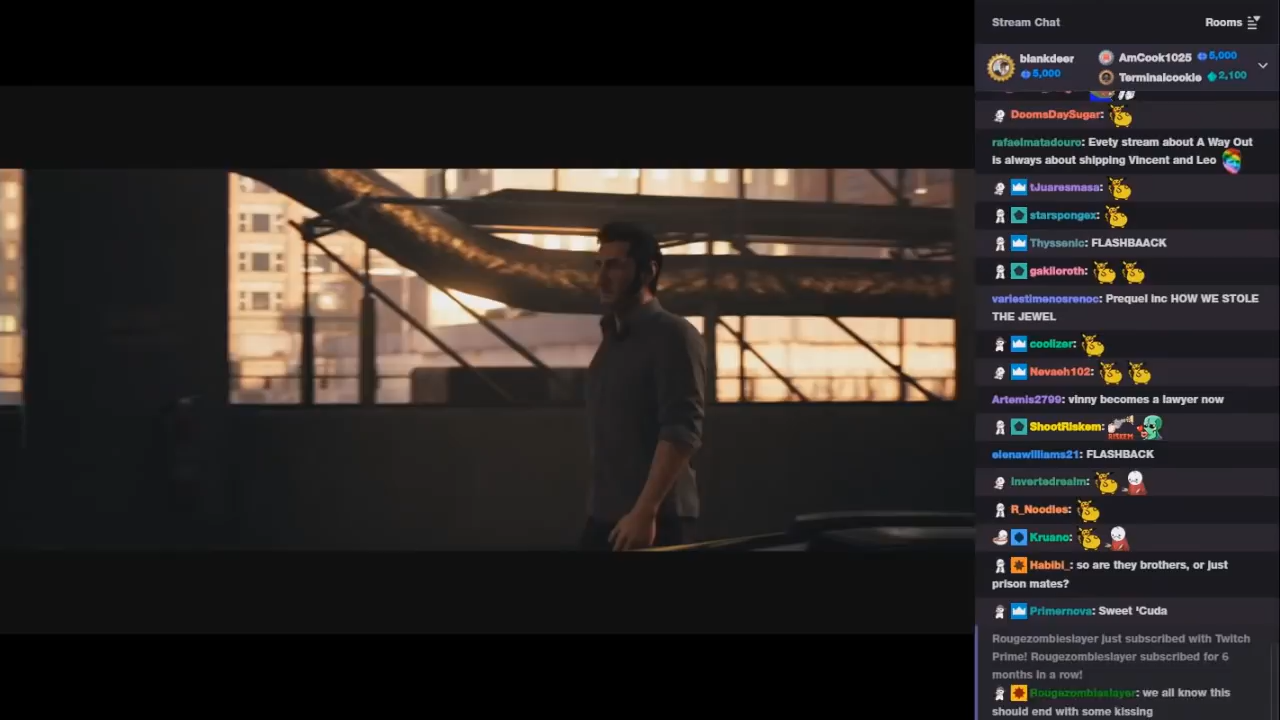 Stream Chat
Rooms
blankdeer
5,000
AmCook1025 5,000
Terminalcookie 2,100
DoomsDaySugar:
rafaelmatadouro: Evety stream about A Way Out
is always about shipping Vincent and Leo
tJuaresmasa:
starspongex:
Thyssenic: FLASHBAACK
gakiloroth:
variestimenosrenoc: Prequel inc HOW WE STOLE
THE JEWEL
coollzer:
Nevaeh102:
Artemis2799: vinny becomes a lawyer now
ShootRiskem:
elenawilliams21: FLASHBACK
invertedrealm:
R_Noodles:
Kruano:
Habibi_: so are they brothers, or just
prison mates?
Primernova: Sweet 'Cuda
Rougezombieslayer just subscribed with Twitch
Prime! Rougezombieslayer subscribed for 6
months in a row!
Rougezombieslayer: we all know this
should end with some kissing